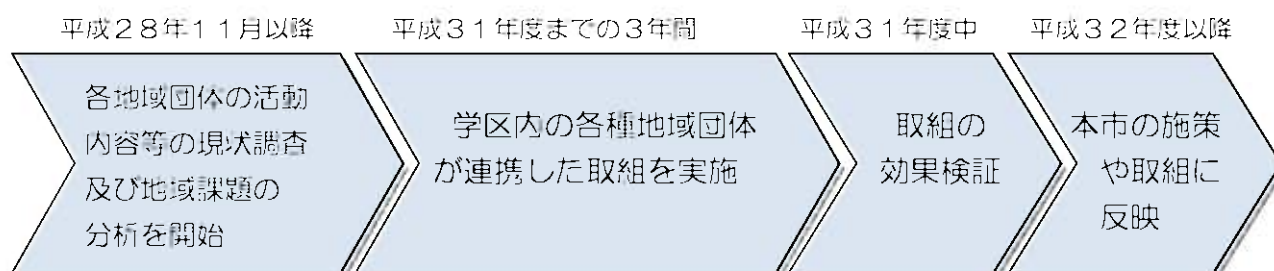 平成28年11月以降
各地域団体の活動
内容等の現状調査
及び地域課題の
分析を開始
平成31年度までの3年間
学区内の各種地域団体
が連携した取組を実施
平成31年度中
取組の
効果検証
平成32年度以降
本市の施策
や取組に
反映